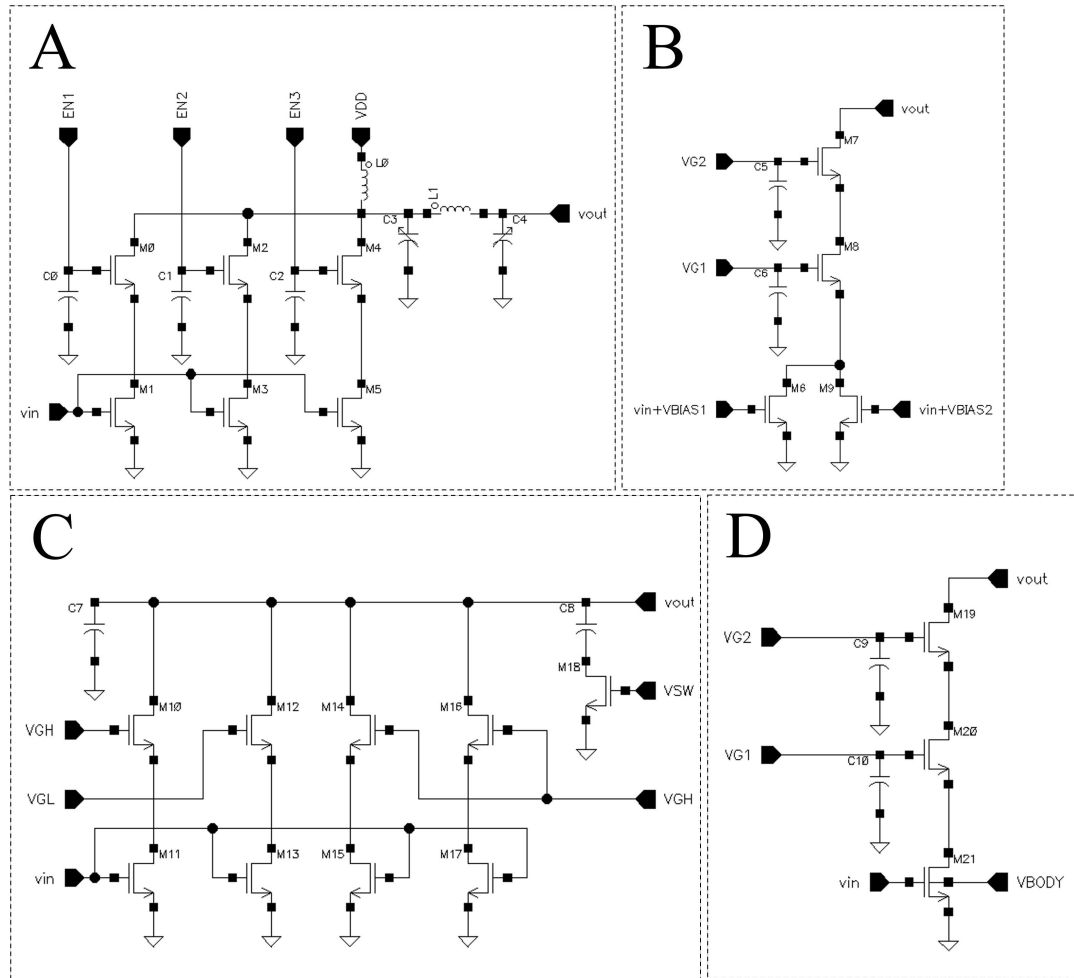 A
EN1
EN2
EN3
VDD
L0
L1
vout
C3
C4
M0
M2
M4
C0
C1
C2
M1
M3
M5
vin
B
vout
M7
VG2
C5
M8
VG1
C6
M6
M9
vin+VBIAS1
vin+VBIAS2
C
C7
C8
vout
M18
VSW
M10
M12
M14
M16
VGH
VGL
VGH
M11
M13
M15
M17
vin
D
vout
M19
VG2
C9
M20
VG1
C10
M21
vin
VBODY